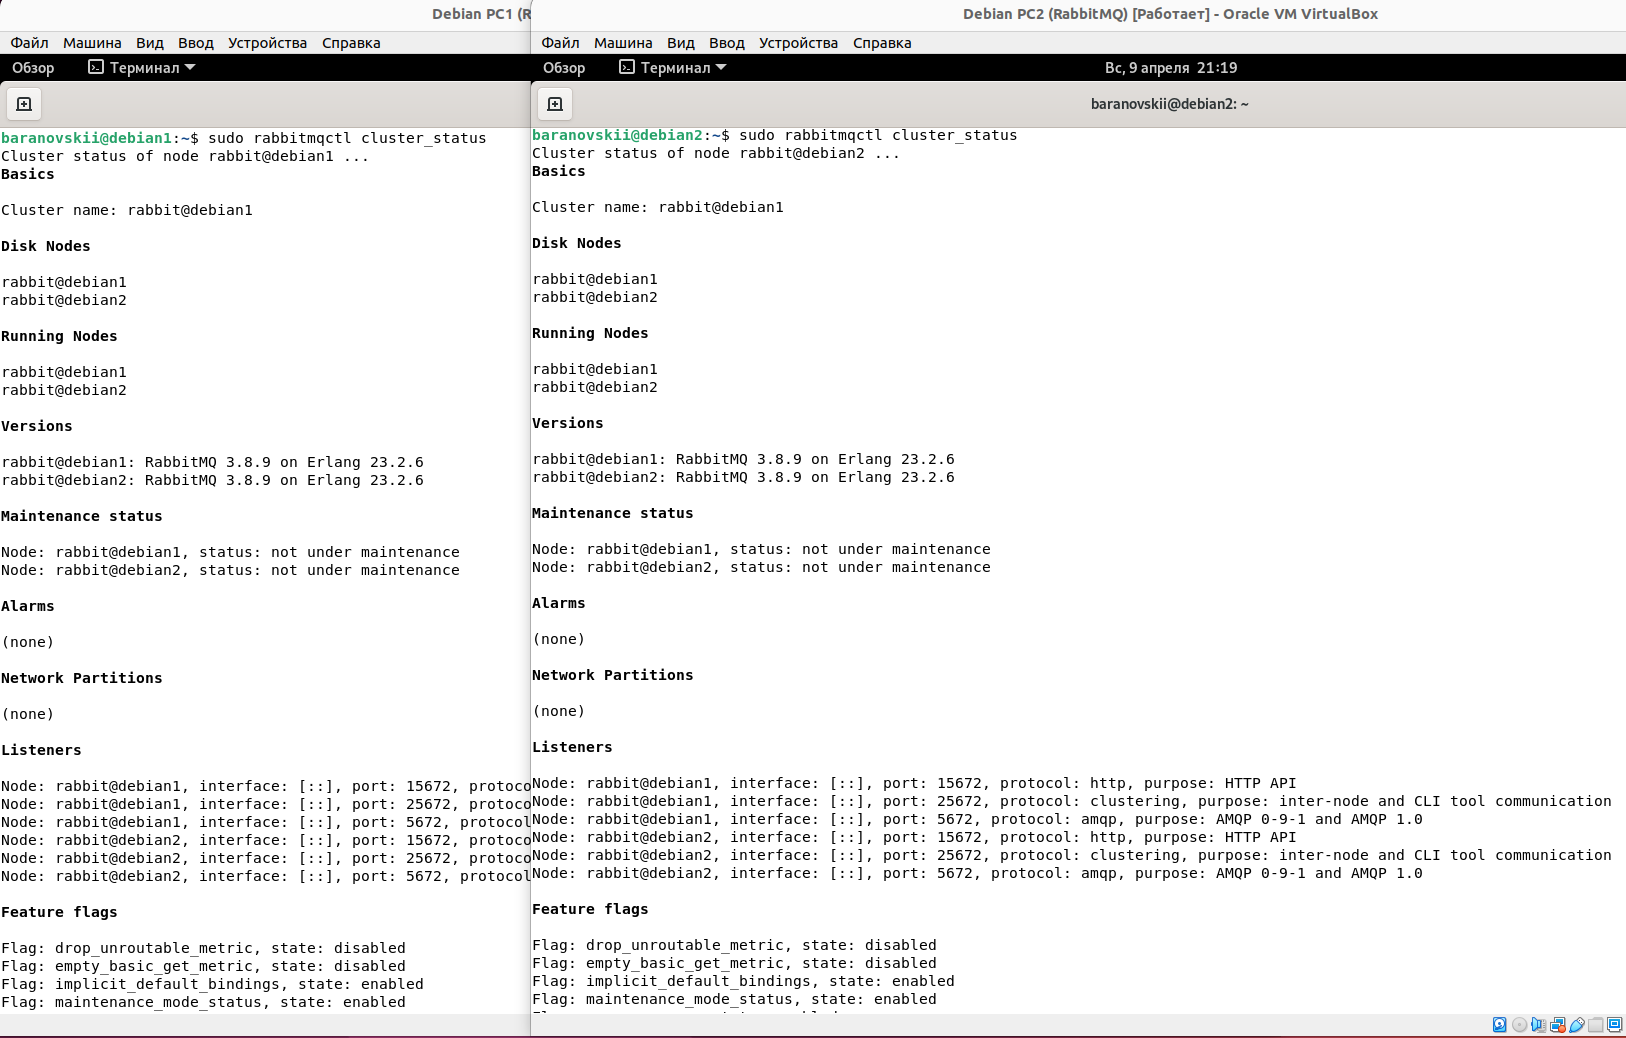 Debian PC1 (R
Файл Машина Вид Ввод Устройства Справка
Обзор Терминал
baranovskii@debian1:~$ sudo rabbitmqctl cluster_status
Cluster status of node rabbit@debian1 ...
Basics
Cluster name: rabbit@debian1
Disk Nodes
rabbit@debian1
rabbit@debian2
Running Nodes
rabbit@debian1
rabbit@debian2
Versions
rabbit@debian1: RabbitMQ 3.8.9 on Erlang 23.2.6
rabbit@debian2: RabbitMQ 3.8.9 on Erlang 23.2.6
Maintenance status
Node: rabbit@debian1, status: not under maintenance
Node: rabbit@debian2, status: not under maintenance
Alarms
(none)
Network Partitions
(none)
Listeners
Node: rabbit@debian1, interface: [::], port: 15672, protoco
Node: rabbit@debian1, interface: [::], port: 25672, protoco
Node: rabbit@debian1, interface: [::], port: 5672, protocol
Node: rabbit@debian2, interface: [::], port: 15672, protoco
Node: rabbit@debian2, interface: [::], port: 25672, protoco
Node: rabbit@debian2, interface: [::], port: 5672, protocol
Feature flags
Flag: drop_unroutable_metric, state: disabled
Flag: empty_basic_get_metric, state: disabled
Flag: implicit_default_bindings, state: enabled
Flag: maintenance_mode_status, state: enabled
Debian PC2 (RabbitMQ) [Работает] - Oracle VM VirtualBox
Файл Машина Вид Ввод Устройства Справка
Обзор Терминал Вс, 9 апреля 21:19
baranovskii@debian2: ~
baranovskii@debian2:~$ sudo rabbitmqctl cluster_status
Cluster status of node rabbit@debian2 ...
Basics
Cluster name: rabbit@debian1
Disk Nodes
rabbit@debian1
rabbit@debian2
Running Nodes
rabbit@debian1
rabbit@debian2
Versions
rabbit@debian1: RabbitMQ 3.8.9 on Erlang 23.2.6
rabbit@debian2: RabbitMQ 3.8.9 on Erlang 23.2.6
Maintenance status
Node: rabbit@debian1, status: not under maintenance
Node: rabbit@debian2, status: not under maintenance
Alarms
(none)
Network Partitions
(none)
Listeners
Node: rabbit@debian1, interface: [::], port: 15672, protocol: http, purpose: HTTP API
Node: rabbit@debian1, interface: [::], port: 25672, protocol: clustering, purpose: inter-node and CLI tool communication
Node: rabbit@debian1, interface: [::], port: 5672, protocol: amqp, purpose: AMQP 0-9-1 and AMQP 1.0
Node: rabbit@debian2, interface: [::], port: 15672, protocol: http, purpose: HTTP API
Node: rabbit@debian2, interface: [::], port: 25672, protocol: clustering, purpose: inter-node and CLI tool communication
Node: rabbit@debian2, interface: [::], port: 5672, protocol: amqp, purpose: AMQP 0-9-1 and AMQP 1.0
Feature flags
Flag: drop_unroutable_metric, state: disabled
Flag: empty_basic_get_metric, state: disabled
Flag: implicit_default_bindings, state: enabled
Flag: maintenance_mode_status, state: enabled